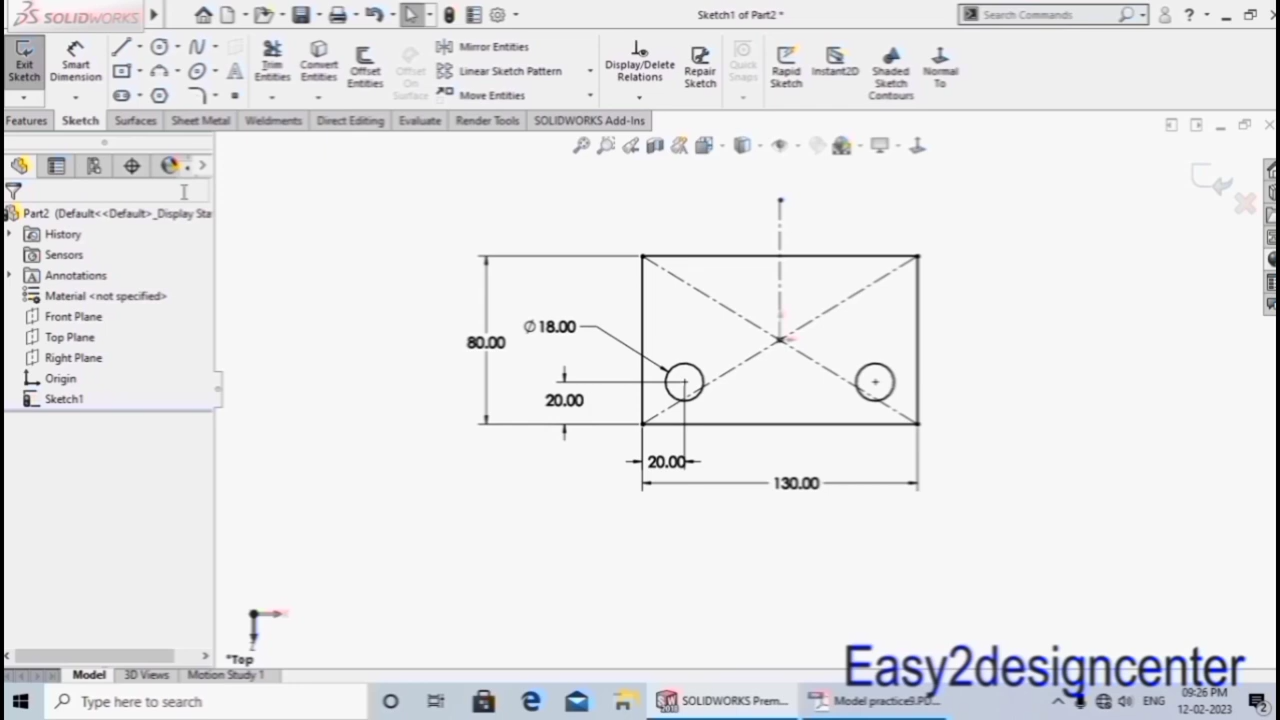 SOLIDWORKS
Sketch1 of Part2 *
Search Commands
?
Exit Sketch
Smart Dimension
Trim Entities
Convert Entities
Offset Entities
Offset On Surface
Mirror Entities
Linear Sketch Pattern
Move Entities
Display/Delete Relations
Repair Sketch
Quick Snaps
Rapid Sketch
Instant2D
Shaded Sketch Contours
Normal To
Features
Sketch
Surfaces
Sheet Metal
Weldments
Direct Editing
Evaluate
Render Tools
SOLIDWORKS Add-Ins
Part2 (Default<<Default>_Display Sta
History
Sensors
Annotations
Material <not specified>
Front Plane
Top Plane
Right Plane
Origin
Sketch1
Ø18.00
80.00
20.00
20.00
130.00
Z
*Top
Model
3D Views
Motion Study 1
Easy2designcenter
Type here to search
SOLIDWORKS Prem...
Model practice9.PD...
ENG
09:26 PM
12-02-2023
2